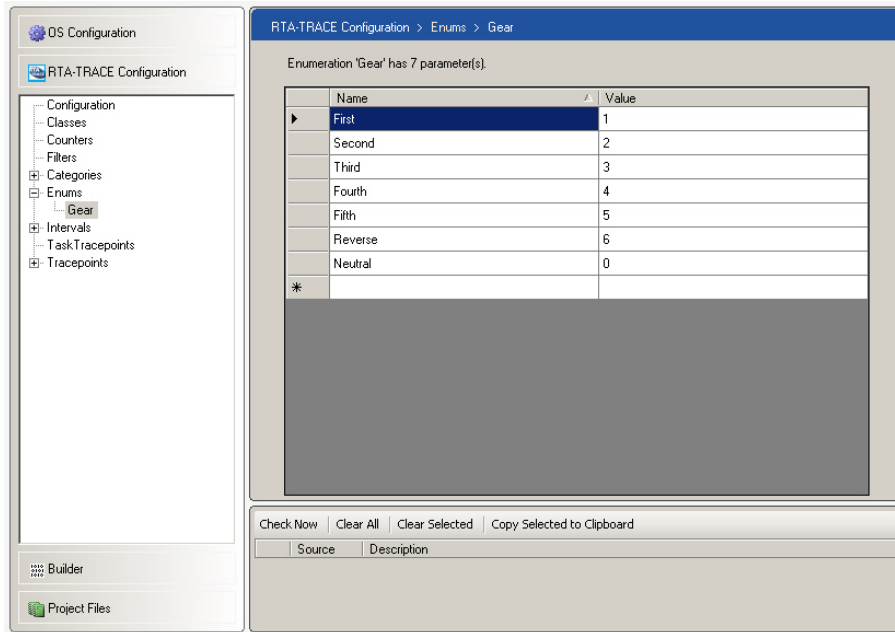 OS Configuration
RTA-TRACE Configuration
Configuration
Classes
Counters
Filters
Categories
Enums
Gear
Intervals
TaskTracepoints
Tracepoints
Builder
Project Files
RTA-TRACE Configuration > Enums > Gear
Enumeration 'Gear' has 7 parameter(s).
Name Value
First 1
Second 2
Third 3
Fourth 4
Fifth 5
Reverse 6
Neutral 0
Check Now Clear All Clear Selected Copy Selected to Clipboard
Source Description